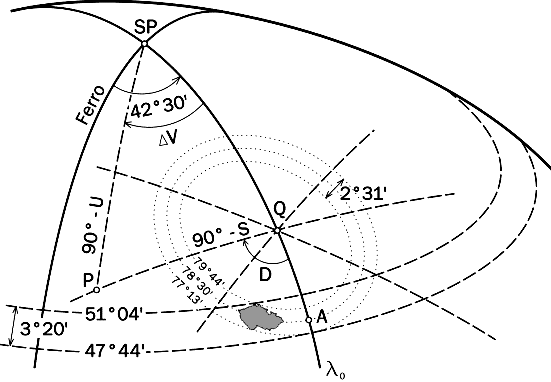 SP
Ferro
42°30'
ΔV
90°-U
2°31'
Q
90°-S
79°44'
78°30'
77°13'
D
P
51°04'
3°20'
A
47°44'
λ₀